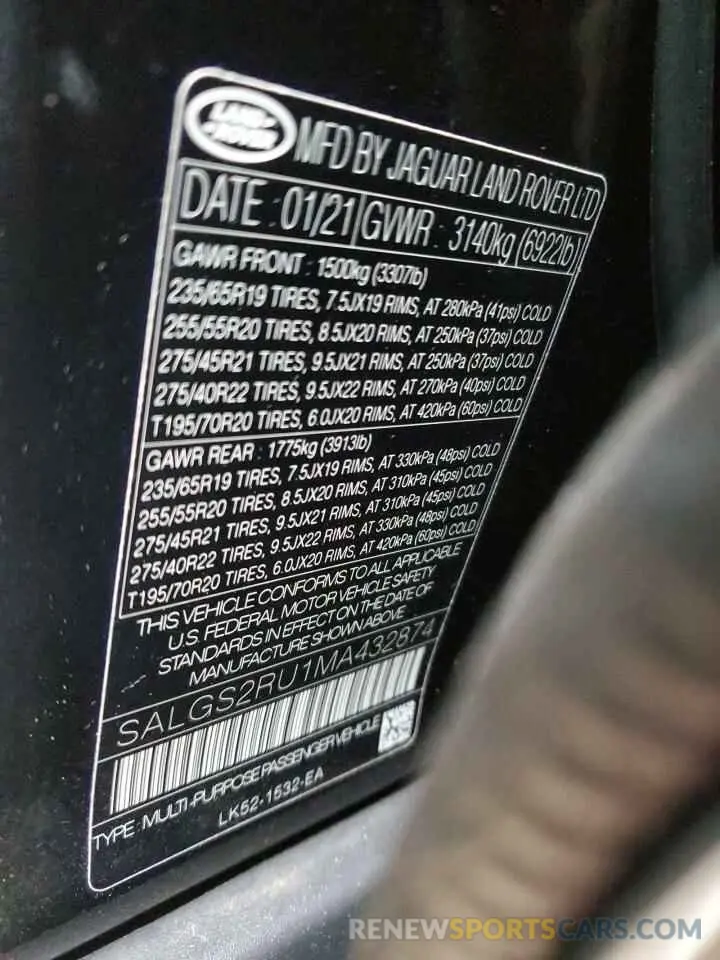 LAND ROVER
MFD BY JAGUAR LAND ROVER LTD
DATE : 01/21 GVWR : 3140kg (6922lb)
GAWR FRONT : 1500kg (3307lb)
235/65R19 TIRES, 7.5JX19 RIMS, AT 280kPa (41psi) COLD
255/55R20 TIRES, 8.5JX20 RIMS, AT 250kPa (37psi) COLD
275/45R21 TIRES, 9.5JX21 RIMS, AT 250kPa (37psi) COLD
275/40R22 TIRES, 9.5JX22 RIMS, AT 270kPa (40psi) COLD
T195/70R20 TIRES, 6.0JX20 RIMS, AT 420kPa (60psi) COLD
GAWR REAR : 1775kg (3913lb)
235/65R19 TIRES, 7.5JX19 RIMS, AT 330kPa (48psi) COLD
255/55R20 TIRES, 8.5JX20 RIMS, AT 310kPa (45psi) COLD
275/45R21 TIRES, 9.5JX21 RIMS, AT 310kPa (45psi) COLD
275/40R22 TIRES, 9.5JX22 RIMS, AT 330kPa (48psi) COLD
T195/70R20 TIRES, 6.0JX20 RIMS, AT 420kPa (60psi) COLD
THIS VEHICLE CONFORMS TO ALL APPLICABLE
U.S. FEDERAL MOTOR VEHICLE SAFETY
STANDARDS IN EFFECT ON THE DATE OF
MANUFACTURE SHOWN ABOVE
SALGS2RU1MA432874
TYPE : MULTI-PURPOSE PASSENGER VEHICLE
LK52-1532-EA
RENEWSPORTSCARS.COM